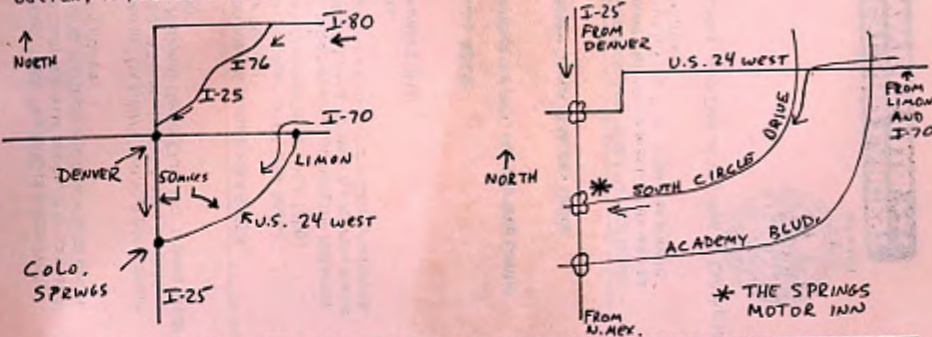 NORTH
I-80
I76
I-25
I-70
LIMON
DENVER
50 MILES
U.S. 24 WEST
COLO.
SPRINGS
I-25
I-25
FROM
DENVER
U.S. 24 WEST
FROM
LIMON
AND
I-70
NORTH
DRIVE
SOUTH CIRCLE
ACADEMY BLVD.
* THE SPRINGS
MOTOR INN
FROM
N. MEX.